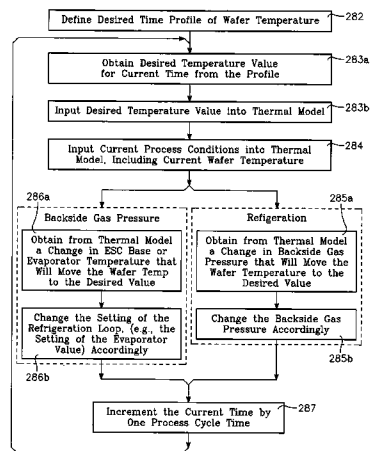 Define Desired Time Profile of Wafer Temperature
282
Obtain Desired Temperature Value
for Current Time from the Profile
283a
Input Desired Temperature Value into Thermal Model
283b
Input Current Process Conditions into Thermal
Model, Including Current Wafer Temperature
284
286a
Backside Gas Pressure
Obtain from Thermal Model
a Change in ESC Base or
Evaporator Temperature that
Will Move the Wafer Temp
to the Desired Value
Change the Setting of the
Refrigeration Loop, (e.g., the
Setting of the Evaporator
Value) Accordingly
286b
285a
Refigeration
Obtain from Thermal Model
a Change in Backside Gas
Pressure that Will Move the
Wafer Temperature to the
Desired Value
Change the Backside Gas
Pressure Accordingly
285b
Increment the Current Time by
One Process Cycle Time
287